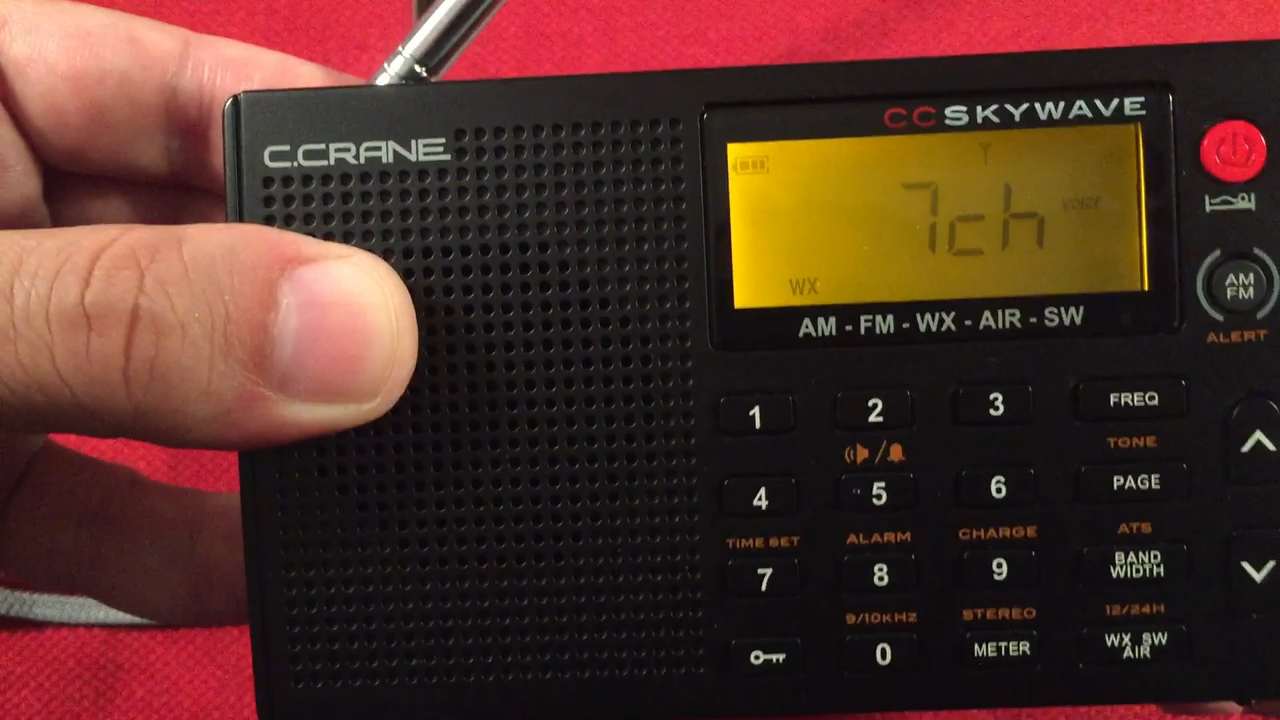 C.CRANE
CCSKYWAVE
7ch
VOICE
WX
AM - FM - WX - AIR - SW
AM
FM
ALERT
1
2
3
FREQ
TONE
4
5
6
PAGE
TIME SET
ALARM
CHARGE
ATS
7
8
9
BAND
WIDTH
9/10KHZ
STEREO
12/24H
0
METER
WX SW
AIR